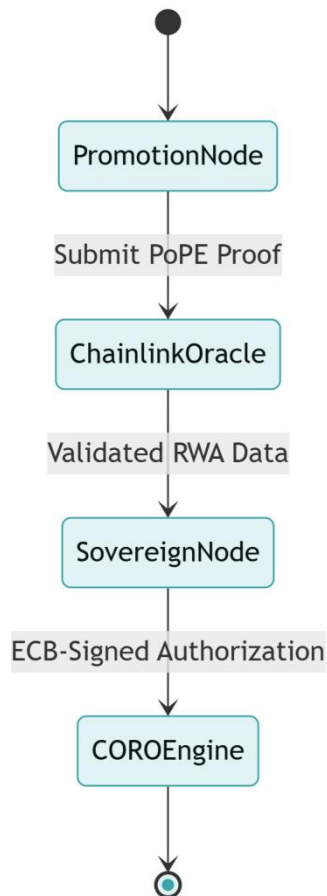 PromotionNode
Submit PoPE Proof
ChainlinkOracle
Validated RWA Data
SovereignNode
ECB-Signed Authorization
COROEngine